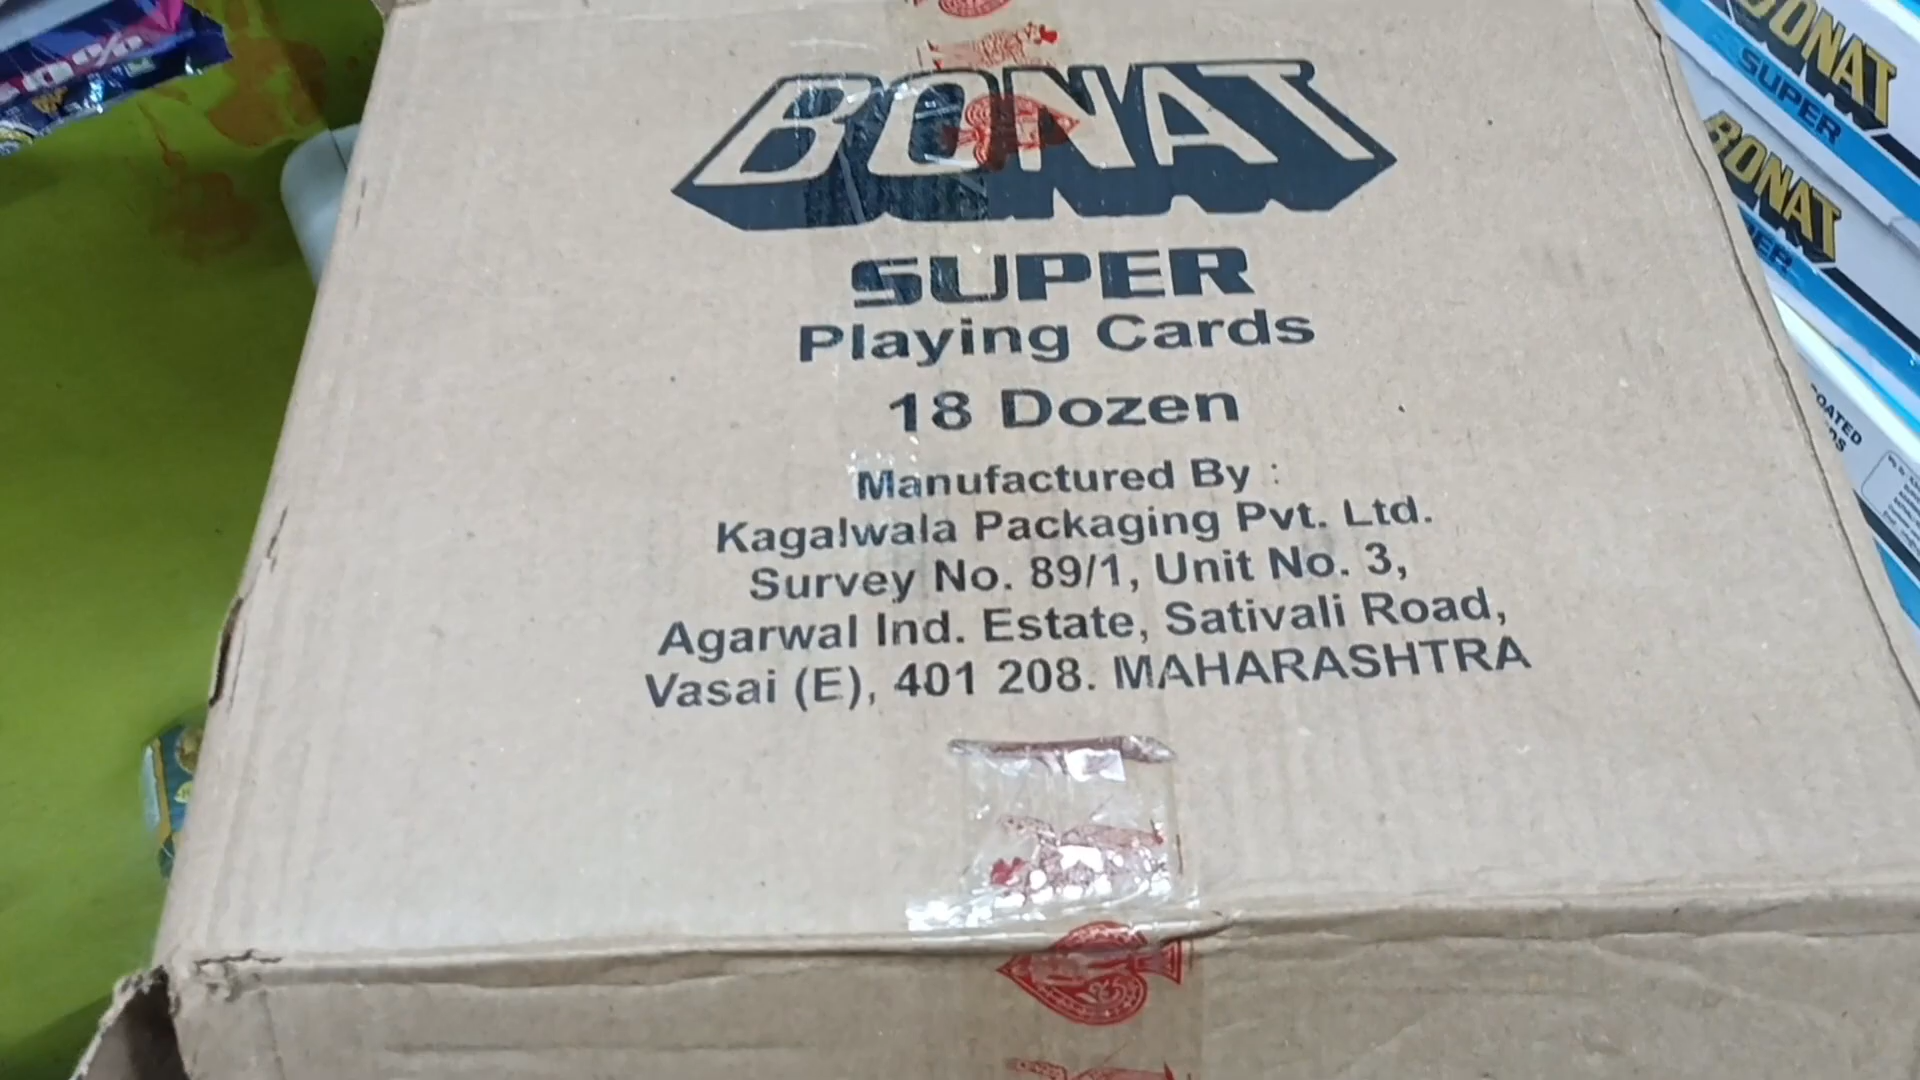 BONAT
SUPER
Playing Cards
18 Dozen
Manufactured By :
Kagalwala Packaging Pvt. Ltd.
Survey No. 89/1, Unit No. 3,
Agarwal Ind. Estate, Sativali Road,
Vasai (E), 401 208. MAHARASHTRA
BONAT
SUPER
BONAT